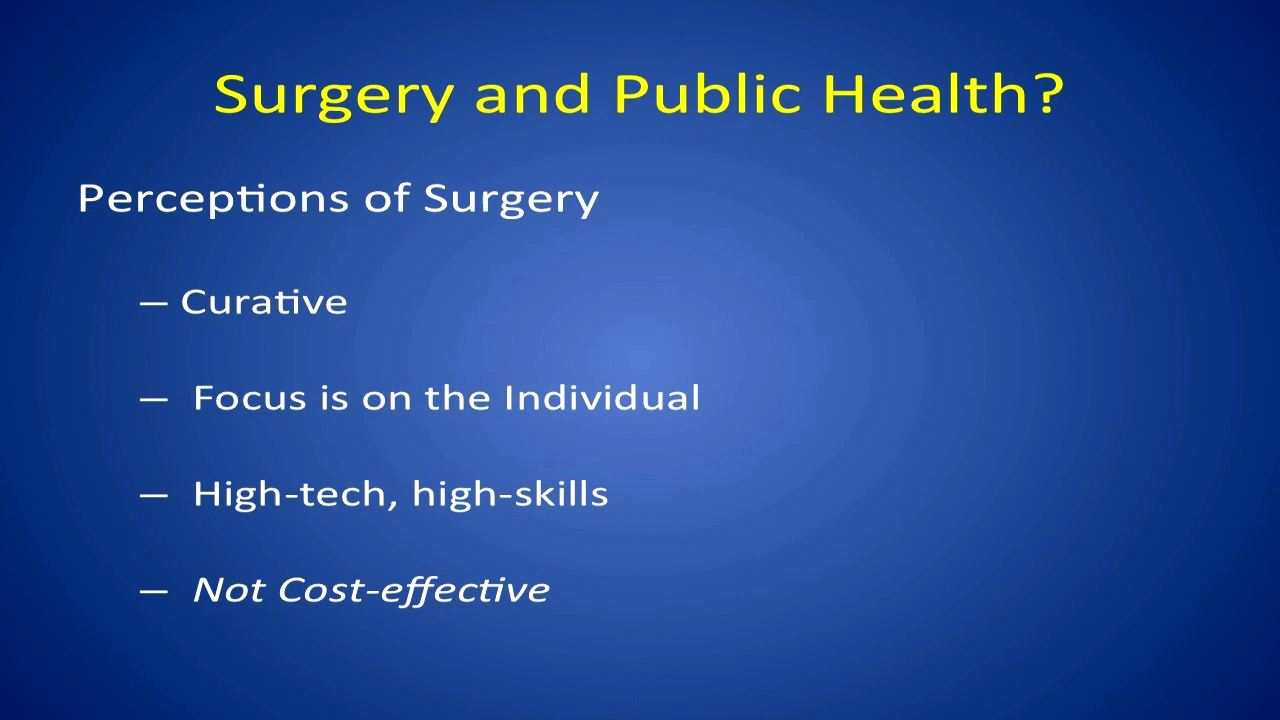 Surgery and Public Health?
Perceptions of Surgery
– Curative
– Focus is on the Individual
– High-tech, high-skills
– Not Cost-effective